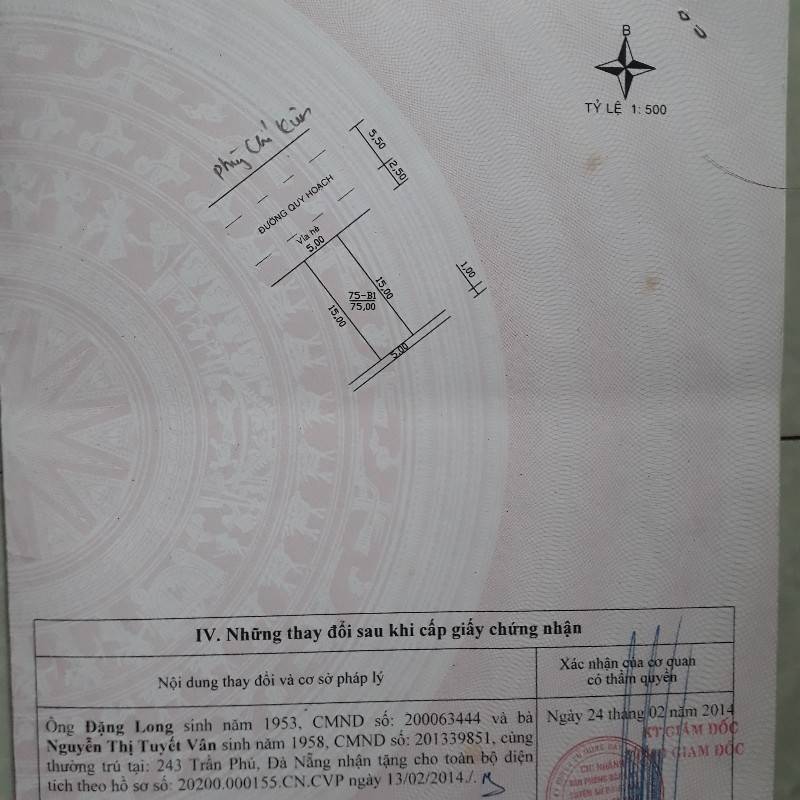 B
TỶ LỆ 1: 500
Phùng Chí Kiên
5,50
(2,50)
ĐƯỜNG QUY HOẠCH
Vỉa hè
5,00
1,00
75-B1
75,00
15,00
15,00
5,00
IV. Những thay đổi sau khi cấp giấy chứng nhận
Nội dung thay đổi và cơ sở pháp lý
Xác nhận của cơ quan
có thẩm quyền
Ông Đặng Long sinh năm 1953, CMND số: 200063444 và bà
Nguyễn Thị Tuyết Vân sinh năm 1958, CMND số: 201339851, cùng
thường trú tại: 243 Trần Phú, Đà Nẵng nhận tặng cho toàn bộ diện
tích theo hồ sơ số: 20200.000155.CN.CVP ngày 13/02/2014./.
Ngày 24 tháng 02 năm 2014
KT.GIÁM ĐỐC
GIÁM ĐỐC
CHI NHÁNH